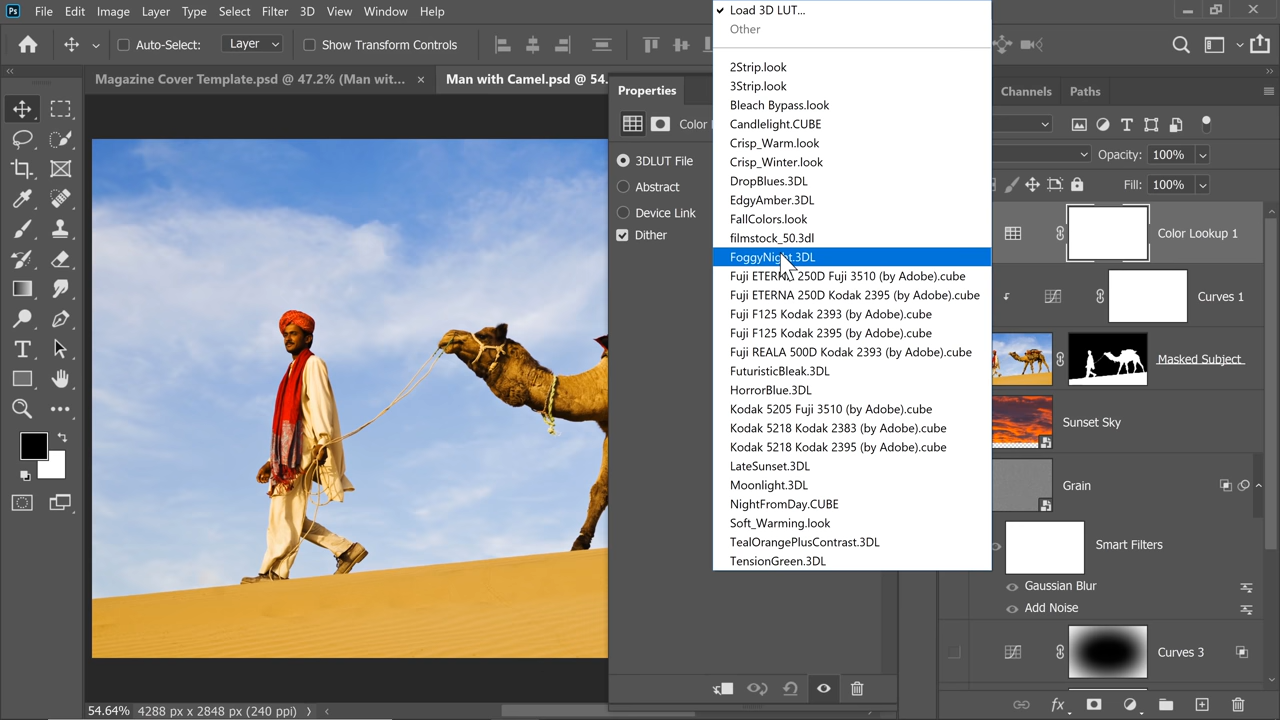 Ps File Edit Image Layer Type Select Filter 3D View Window Help
Auto-Select: Layer Show Transform Controls
Magazine Cover Template.psd @ 47.2% (Man wit... × Man with Camel.psd @ 54.
Properties
Color
3DLUT File
Abstract
Device Link
Dither
Load 3D LUT...
Other
2Strip.look
3Strip.look
Bleach Bypass.look
Candlelight.CUBE
Crisp_Warm.look
Crisp_Winter.look
DropBlues.3DL
EdgyAmber.3DL
FallColors.look
filmstock_50.3dl
FoggyNight.3DL
Fuji ETERNA 250D Fuji 3510 (by Adobe).cube
Fuji ETERNA 250D Kodak 2395 (by Adobe).cube
Fuji F125 Kodak 2393 (by Adobe).cube
Fuji F125 Kodak 2395 (by Adobe).cube
Fuji REALA 500D Kodak 2393 (by Adobe).cube
FuturisticBleak.3DL
HorrorBlue.3DL
Kodak 5205 Fuji 3510 (by Adobe).cube
Kodak 5218 Kodak 2383 (by Adobe).cube
Kodak 5218 Kodak 2395 (by Adobe).cube
LateSunset.3DL
Moonlight.3DL
NightFromDay.CUBE
Soft_Warming.look
TealOrangePlusContrast.3DL
TensionGreen.3DL
Channels Paths
Opacity: 100%
Fill: 100%
Color Lookup 1
Curves 1
Masked Subject
Sunset Sky
Grain
Smart Filters
Gaussian Blur
Add Noise
Curves 3
fx
54.64% 4288 px x 2848 px (240 ppi)